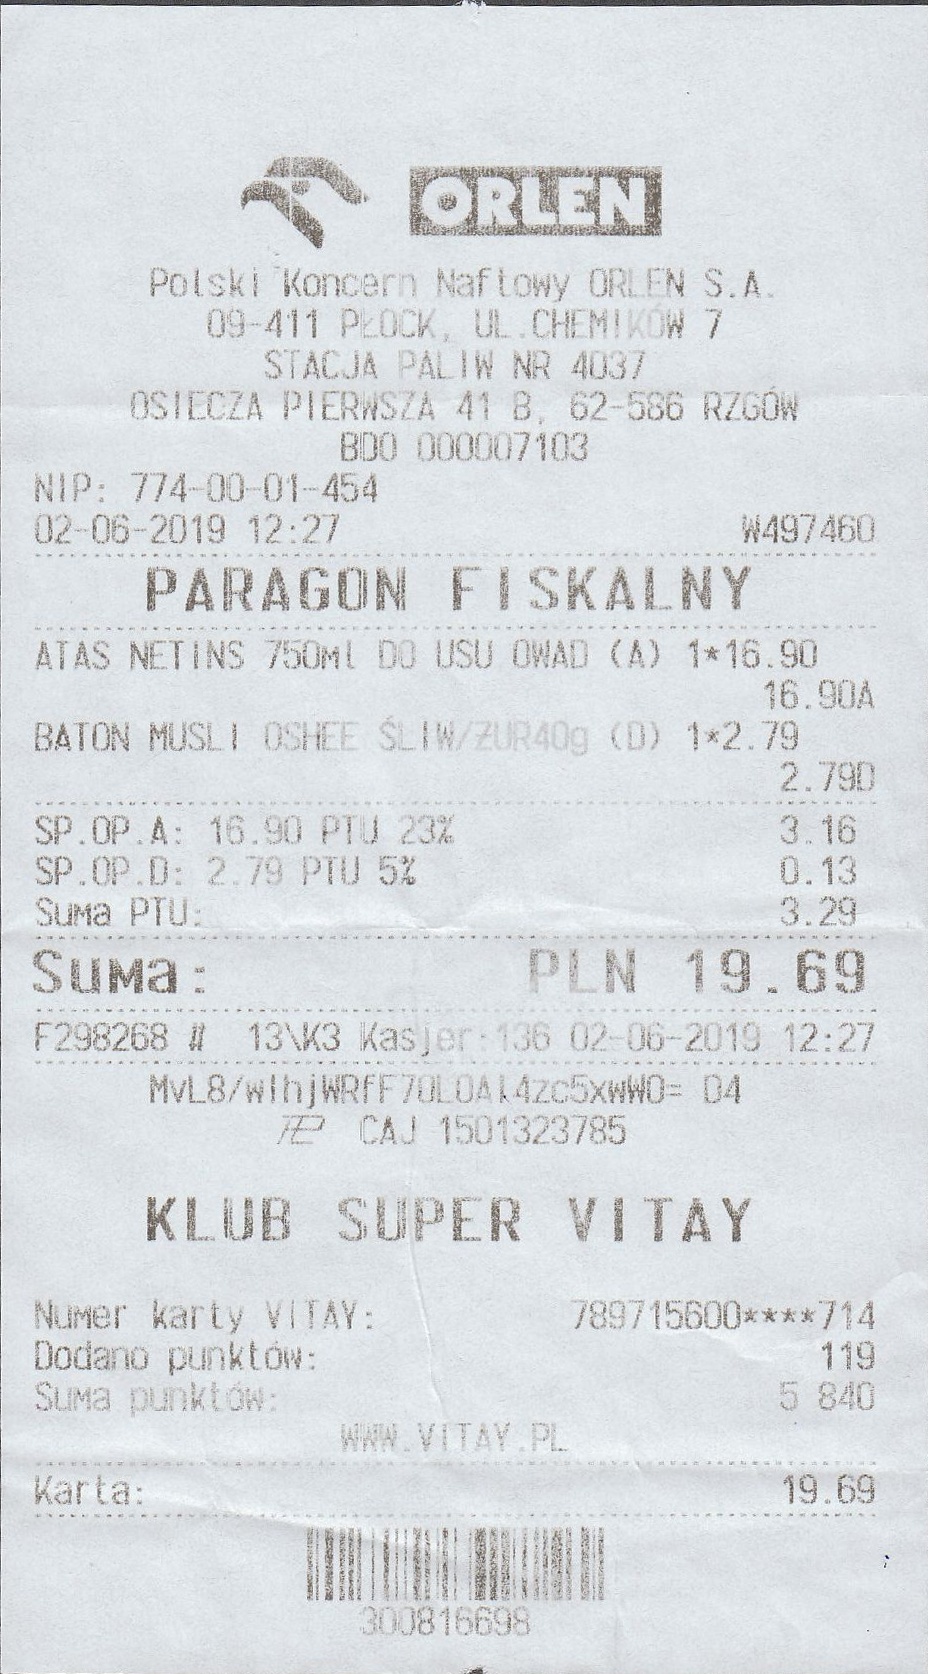 ORLEN
Polski Koncern Naftowy ORLEN S.A.
09-411 PŁOCK, UL.CHEMIKÓW 7
STACJA PALIW NR 4037
OSIECZA PIERWSZA 41 B, 62-586 RZGÓW
BDO 000007103
NIP: 774-00-01-454
02-06-2019 12:27 W497460
PARAGON FISKALNY
ATAS NETINS 750ml DO USU OWAD (A) 1*16.90
16.90A
BATON MUSLI OSHEE ŚLIW/ŻUR40g (D) 1*2.79
2.79D
SP.OP.A: 16.90 PTU 23% 3.16
SP.OP.D: 2.79 PTU 5% 0.13
Suma PTU: 3.29
Suma: PLN 19.69
F298268 # 13\K3 Kasjer:136 02-06-2019 12:27
CAJ 1501323785
KLUB SUPER VITAY
Numer karty VITAY: 789715600****714
Dodano punktów: 119
Suma punktów: 5 840
WWW.VITAY.PL
Karta: 19.69
300816698